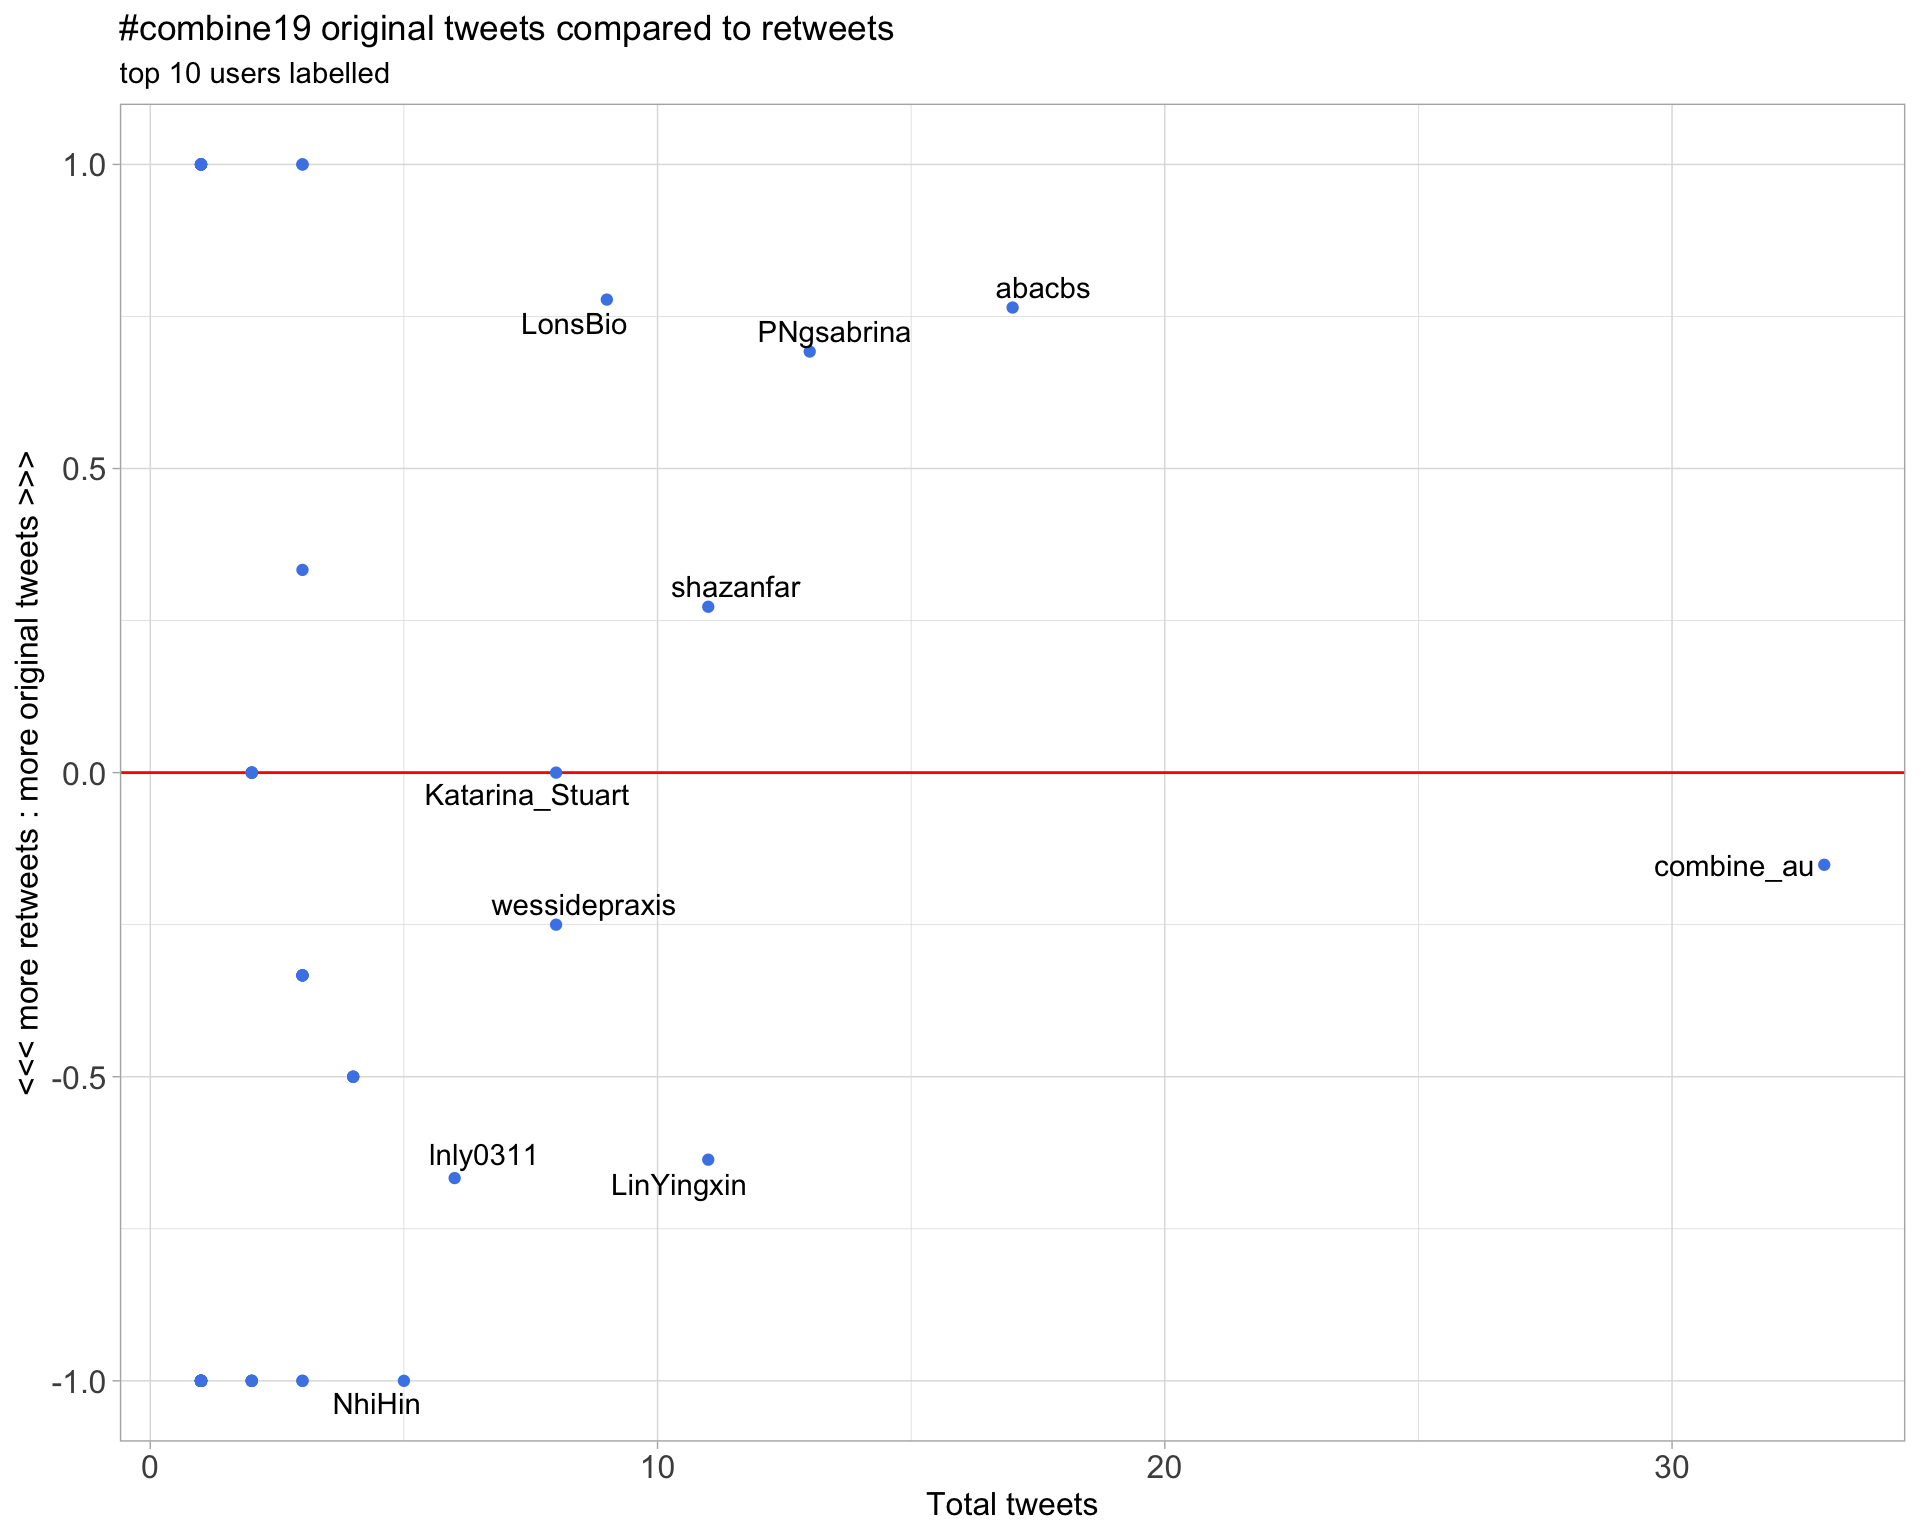 #combine19 original tweets compared to retweets
top 10 users labelled
1.0
abacbs
LonsBio
PNgsabrina
0.5
shazanfar
<<< more retweets : more original tweets >>>
0.0
Katarina_Stuart
combine_au
wessidepraxis
-0.5
lnly0311
LinYingxin
-1.0
NhiHin
0 10 20 30
Total tweets